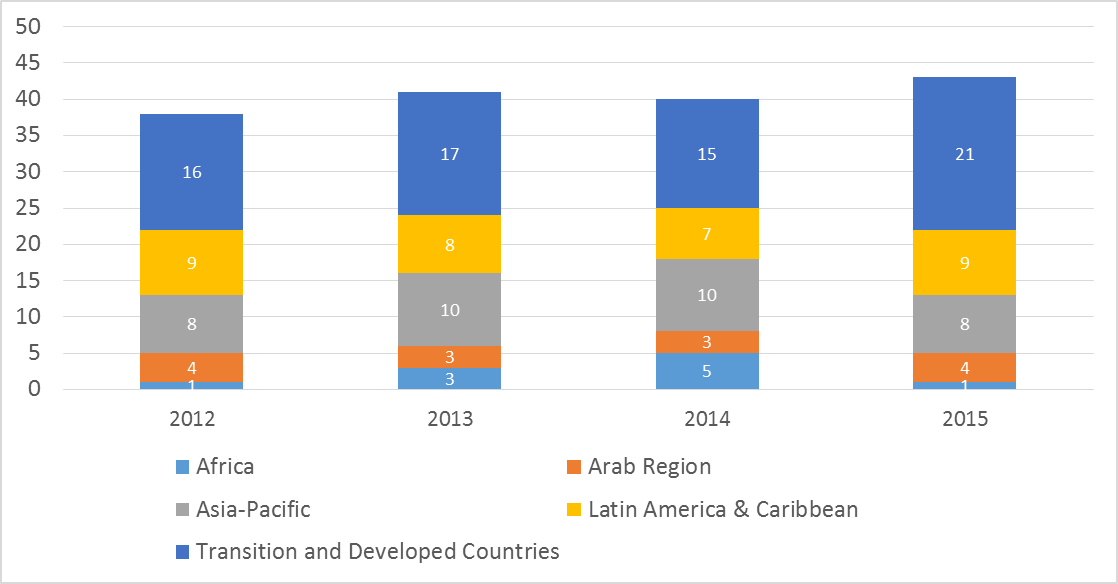 50
45
40
35
30
25
20
15
10
5
0
16 17 15 21
9 8 7 9
8 10 10 8
4 3 3 4
1 3 5 1
2012 2013 2014 2015
Africa Arab Region
Asia-Pacific Latin America & Caribbean
Transition and Developed Countries